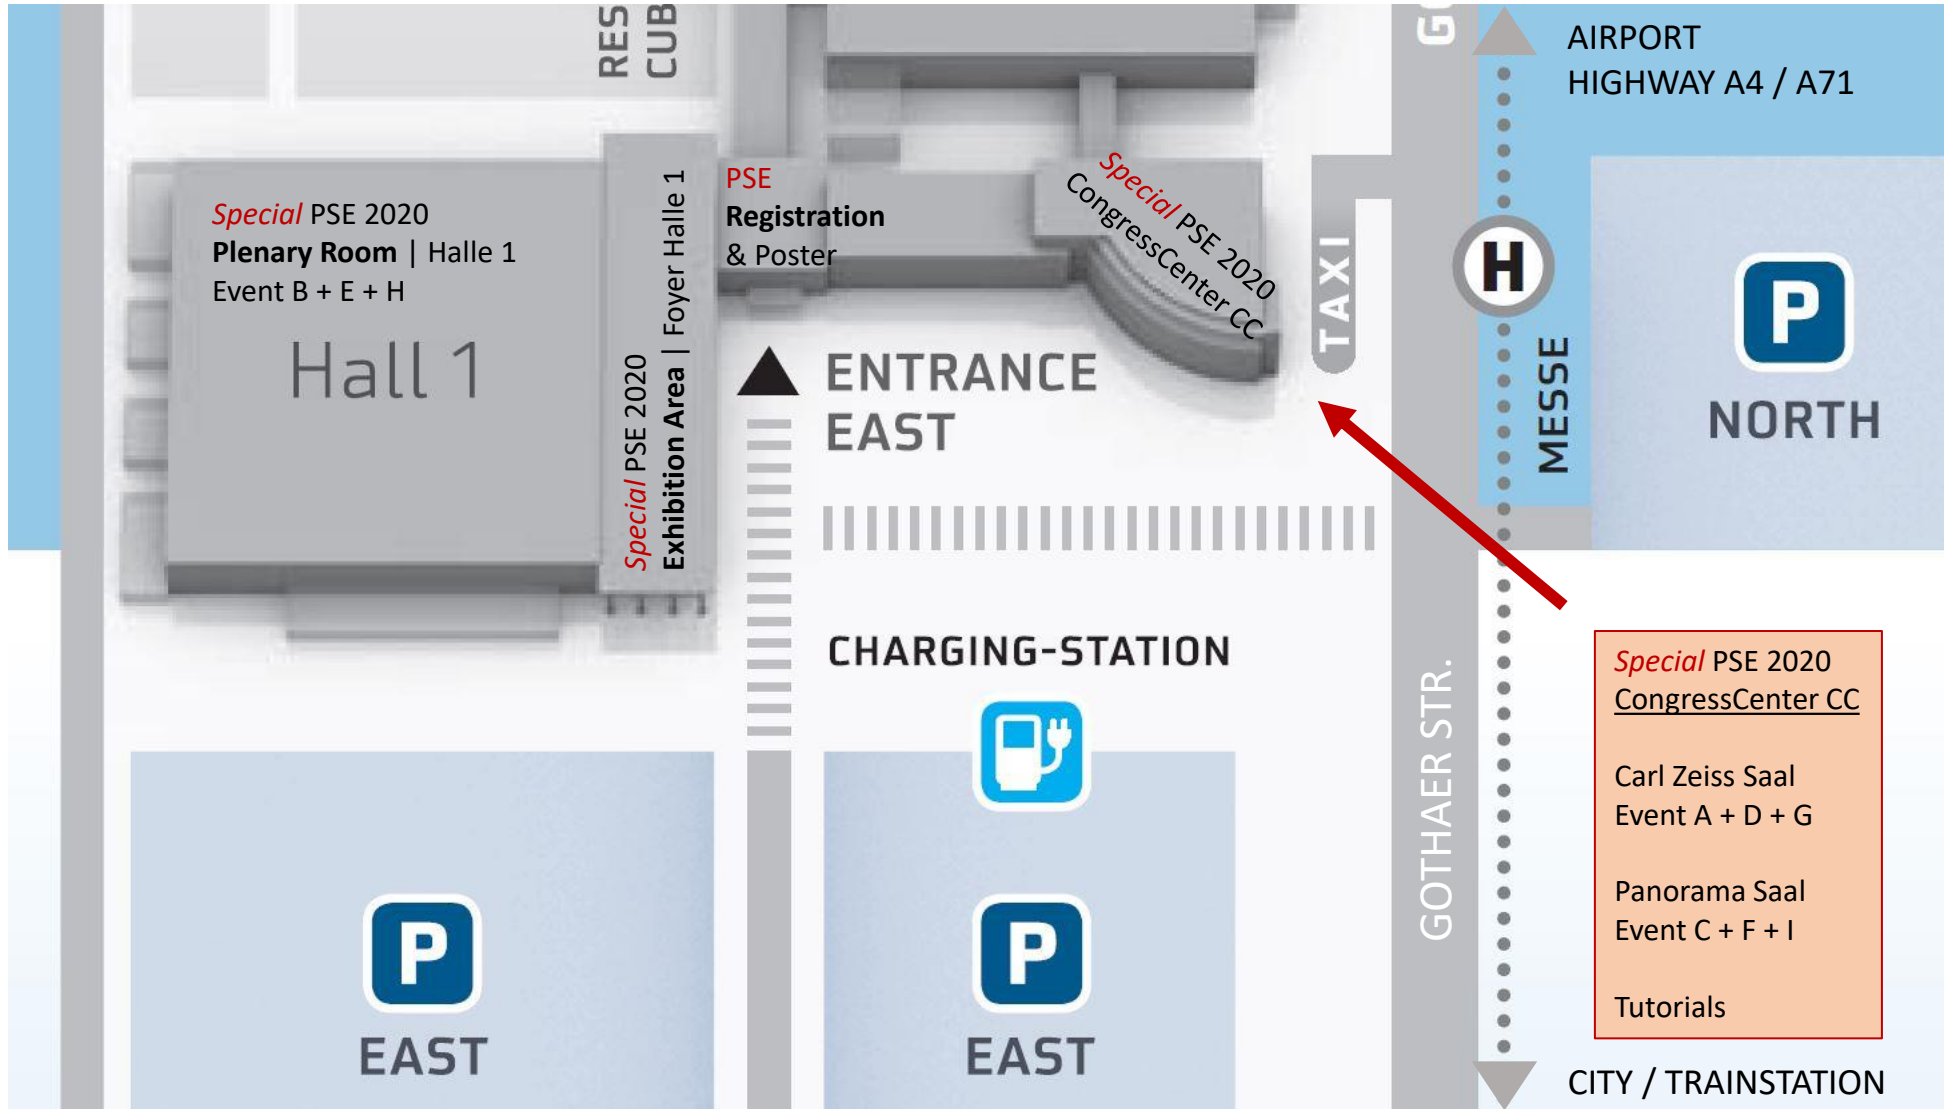 RES
CUB
GO
AIRPORT
HIGHWAY A4 / A71
Special PSE 2020
Plenary Room | Halle 1
Event B + E + H
Hall 1
Special PSE 2020
Exhibition Area | Foyer Halle 1
PSE
Registration
& Poster
Special PSE 2020
CongressCenter CC
TAXI
H
MESSE
P
NORTH
ENTRANCE
EAST
CHARGING-STATION
GOTHAER STR.
P
EAST
P
EAST
Special PSE 2020
CongressCenter CC
Carl Zeiss Saal
Event A + D + G
Panorama Saal
Event C + F + I
Tutorials
CITY / TRAINSTATION